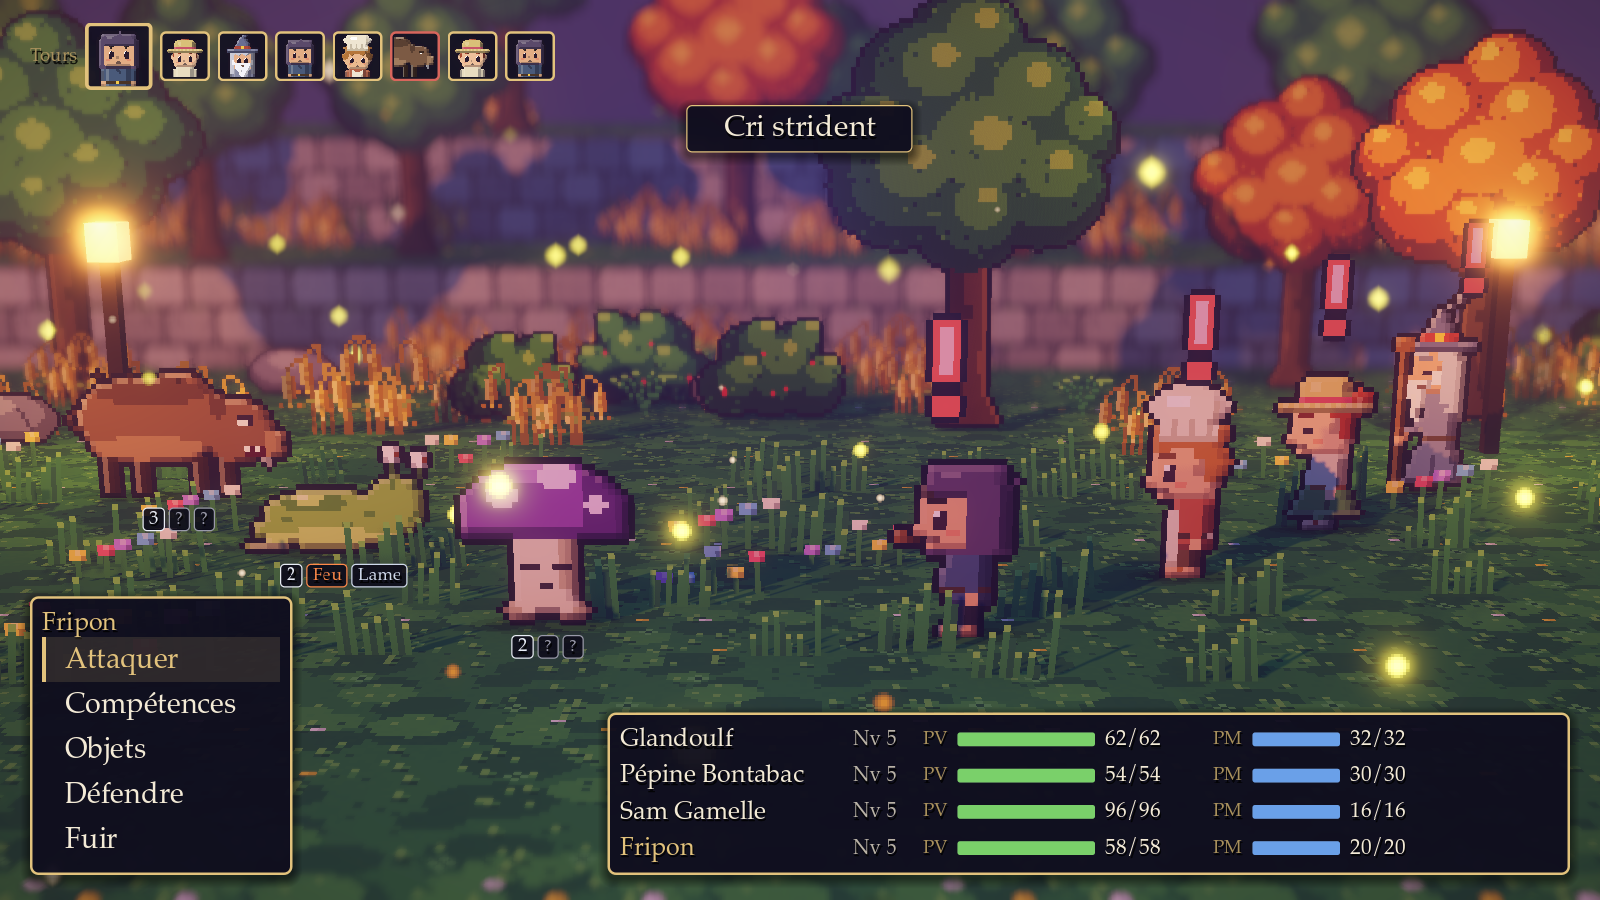 Tours
Cri strident
3 ? ?
2 Feu Lame
2 ? ?
Fripon
Attaquer
Compétences
Objets
Défendre
Fuir
Glandoulf Nv 5 PV 62/62 PM 32/32
Pépine Bontabac Nv 5 PV 54/54 PM 30/30
Sam Gamelle Nv 5 PV 96/96 PM 16/16
Fripon Nv 5 PV 58/58 PM 20/20